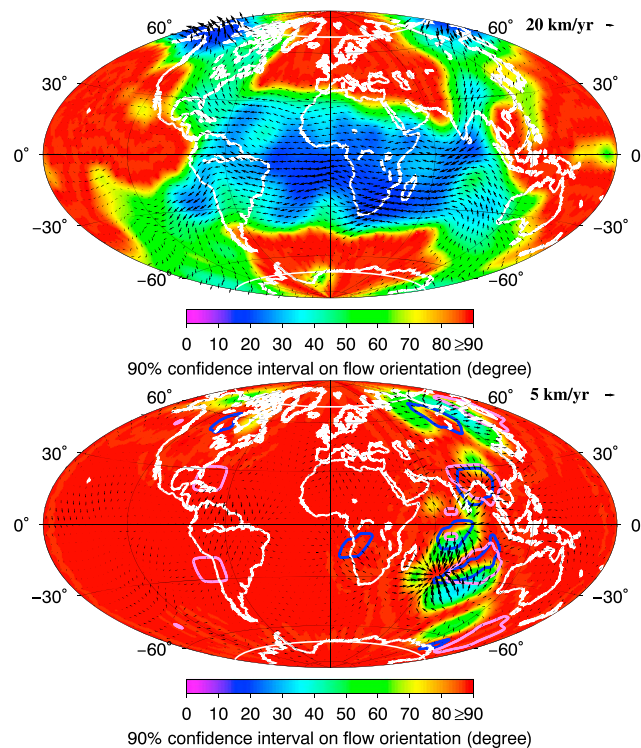 60˚ 60˚ 20 km/yr
30˚ 30˚
0˚ 0
−30˚ −30˚
−60˚ −60˚
0 10 20 30 40 50 60 70 80 ≥90
90% confidence interval on flow orientation (degree)
60˚ 60˚ 5 km/yr
30˚ 30˚
0˚ 0˚
−30˚ −30˚
−60˚ −60˚
0 10 20 30 40 50 60 70 80 ≥90
90% confidence interval on flow orientation (degree)